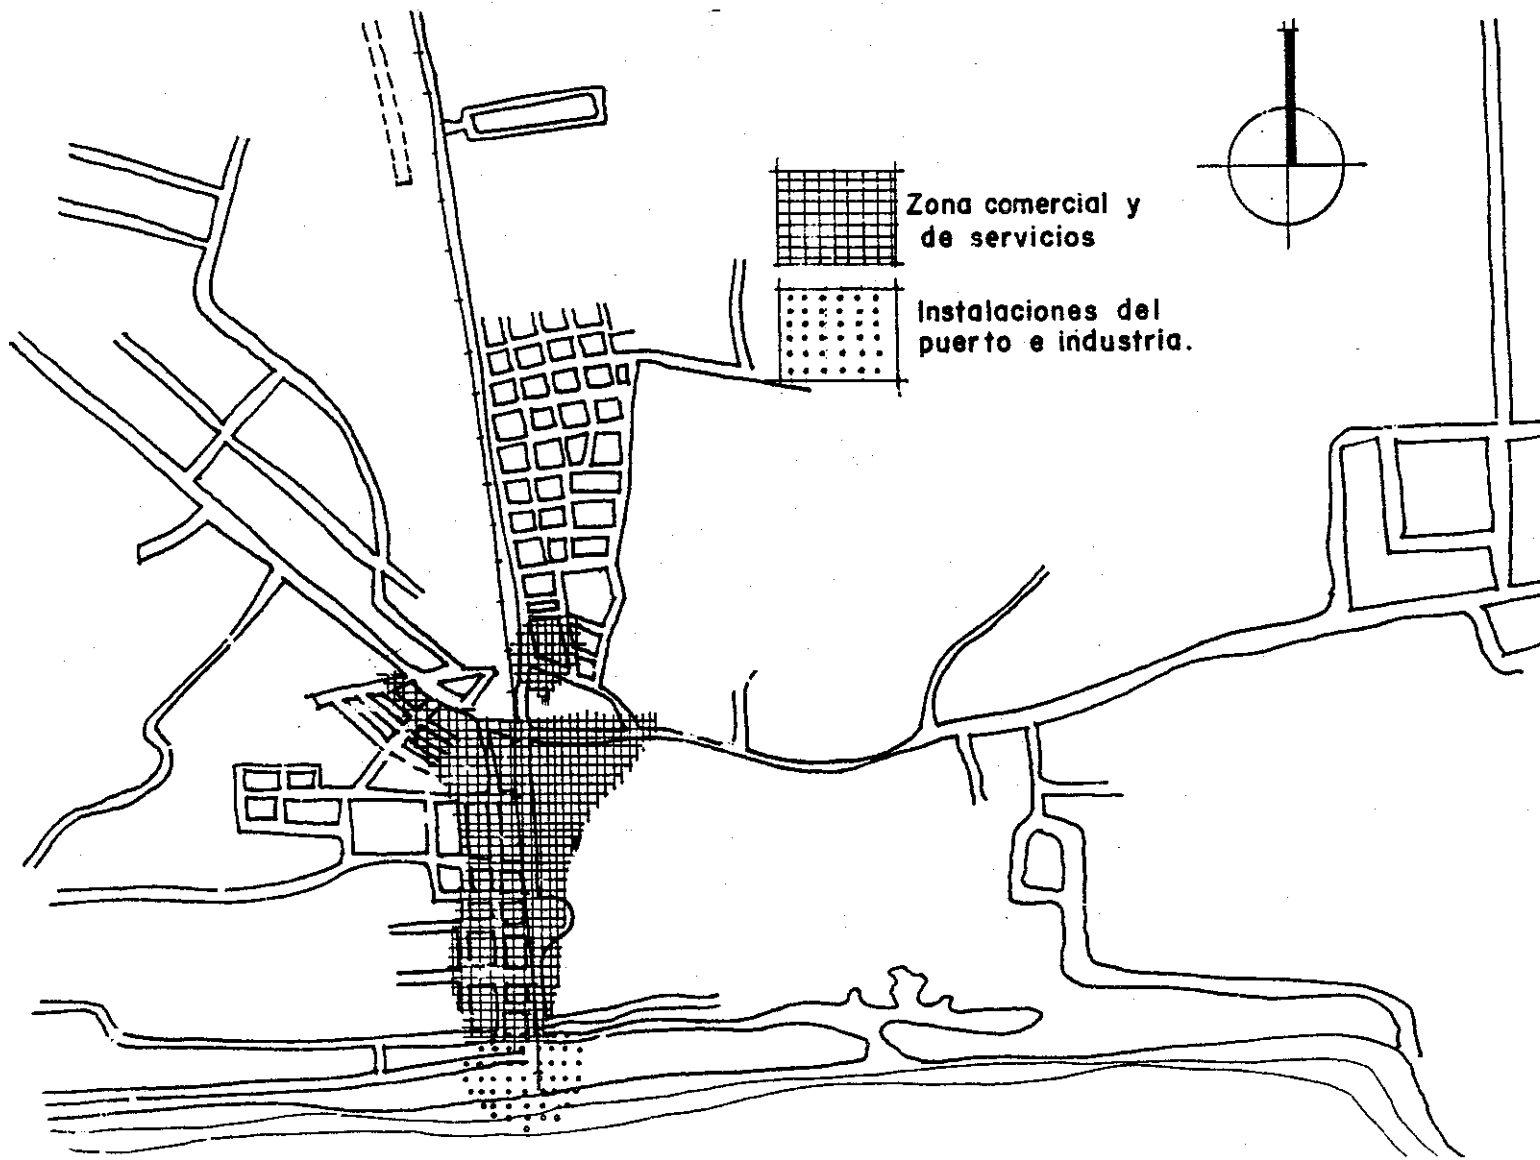 Zona comercial y
de servicios
Instalaciones del
puerto e industria.